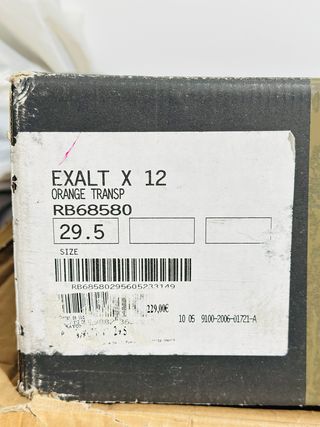 EXALT X 12
ORANGE TRANSP
RB68580
29.5
SIZE
RB68580295605233149
229,00€
10 05 9100-2006-01721-A